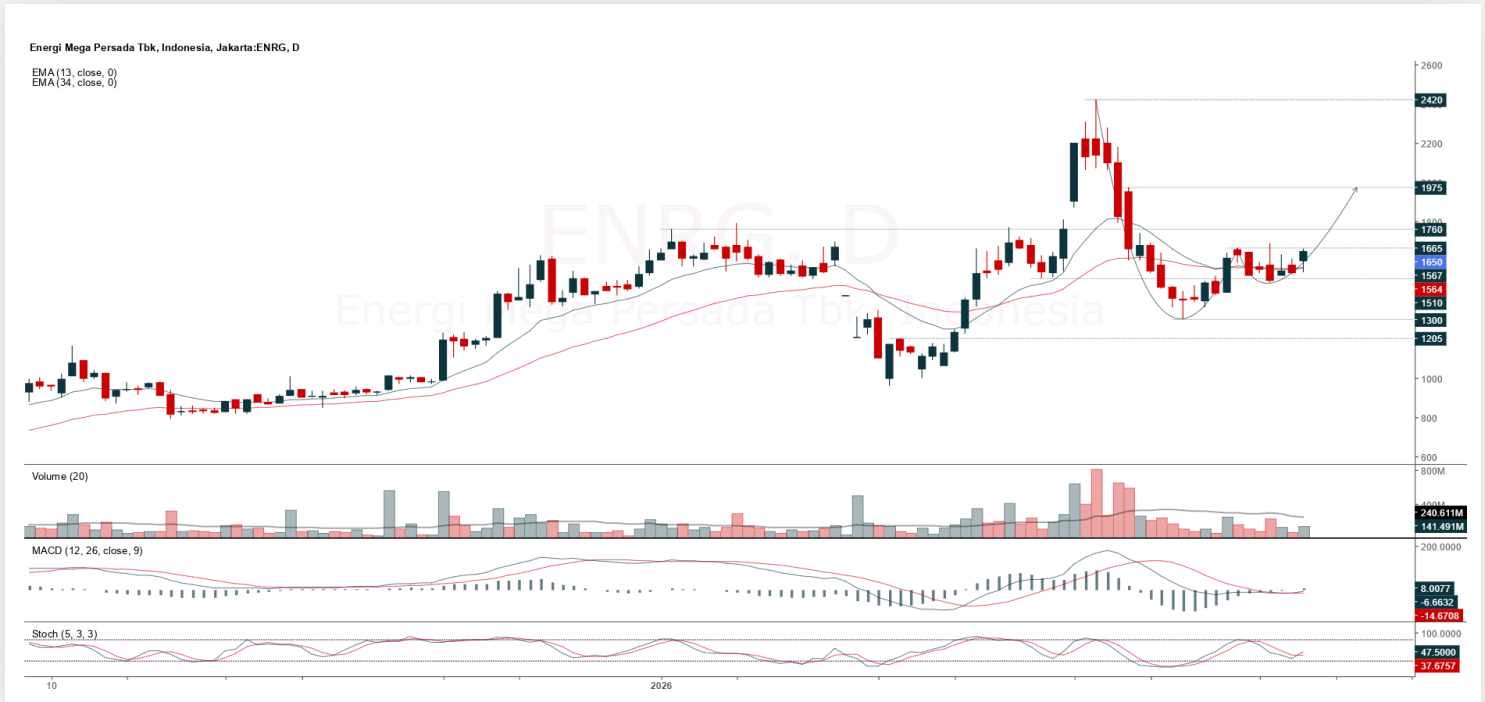 Energi Mega Persada Tbk, Indonesia, Jakarta:ENRG, D
EMA (13, close, 0)
EMA (34, close, 0)
ENRG, D
Energi Mega Persada Tbk, Indonesia
2600
2420
2200
1975
1800
1760
1665
1650
1567
1564
1510
1300
1205
1000
800
600
Volume (20)
800M
400M
240.611M
141.491M
MACD (12, 26, close, 9)
200.0000
8.0077
-6.6632
-14.6708
Stoch (5, 3, 3)
100.0000
47.5000
37.6757
10
2026